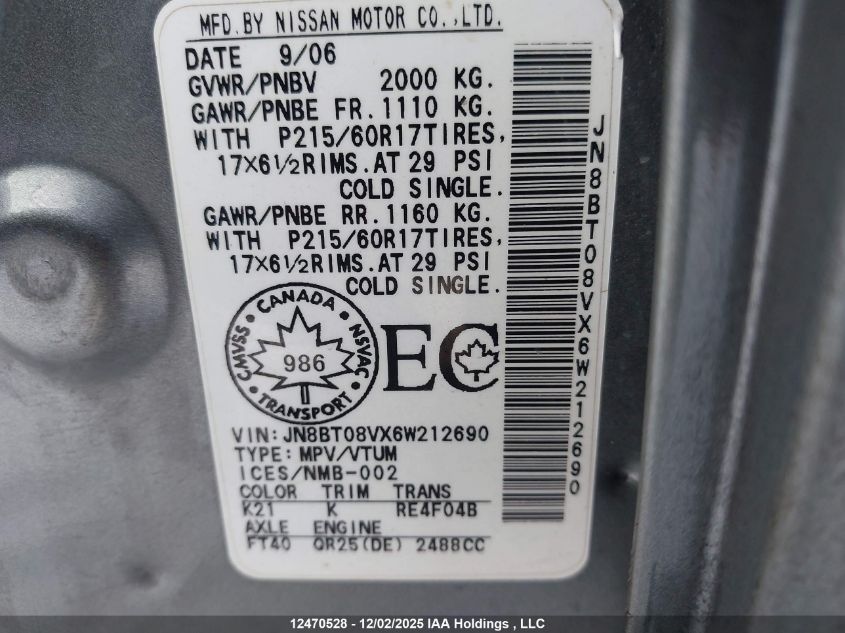 MFD.BY NISSAN MOTOR CO.,LTD.
DATE 9/06
GVWR/PNBV 2000 KG.
GAWR/PNBE FR.1110 KG.
WITH P215/60R17TIRES,
17X6½RIMS.AT 29 PSI
COLD SINGLE.
GAWR/PNBE RR.1160 KG.
WITH P215/60R17TIRES,
17X6½RIMS.AT 29 PSI
COLD SINGLE.
CANADA
CMVSS
NSVAC
986
TRANSPORT
EC
VIN:JN8BT08VX6W212690
TYPE:MPV/VTUM
ICES/NMB-002
COLOR TRIM TRANS
K21 K RE4F04B
AXLE ENGINE
FT40 QR25(DE) 2488CC
JN8BT08VX6W212690
12470528 - 12/02/2025 IAA Holdings , LLC